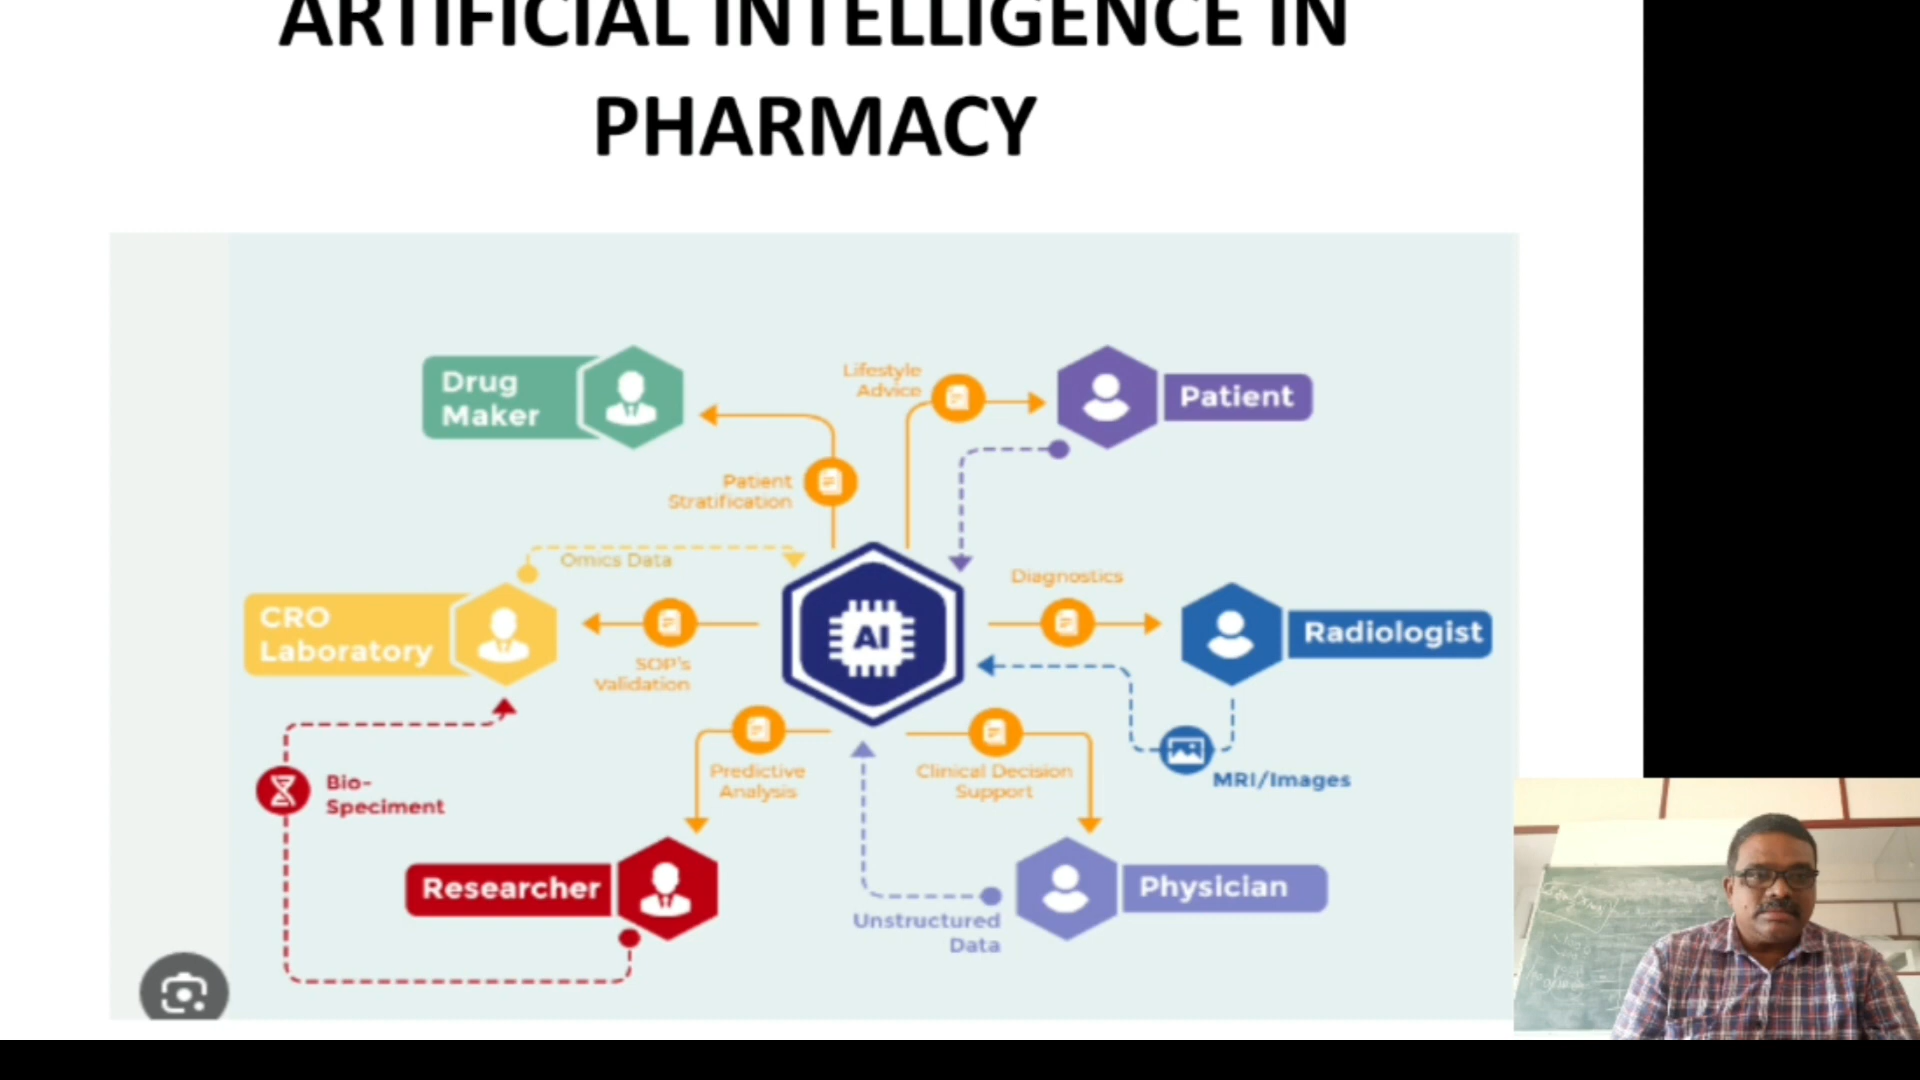 ARTIFICIAL INTELLIGENCE IN
PHARMACY
Drug
Maker
Lifestyle
Advice
Patient
Patient
Stratification
Omics Data
Diagnostics
CRO
Laboratory
AI
Radiologist
SOP's
Validation
Predictive
Analysis
Clinical Decision
Support
MRI/Images
Bio-
Speciment
Researcher
Physician
Unstructured
Data